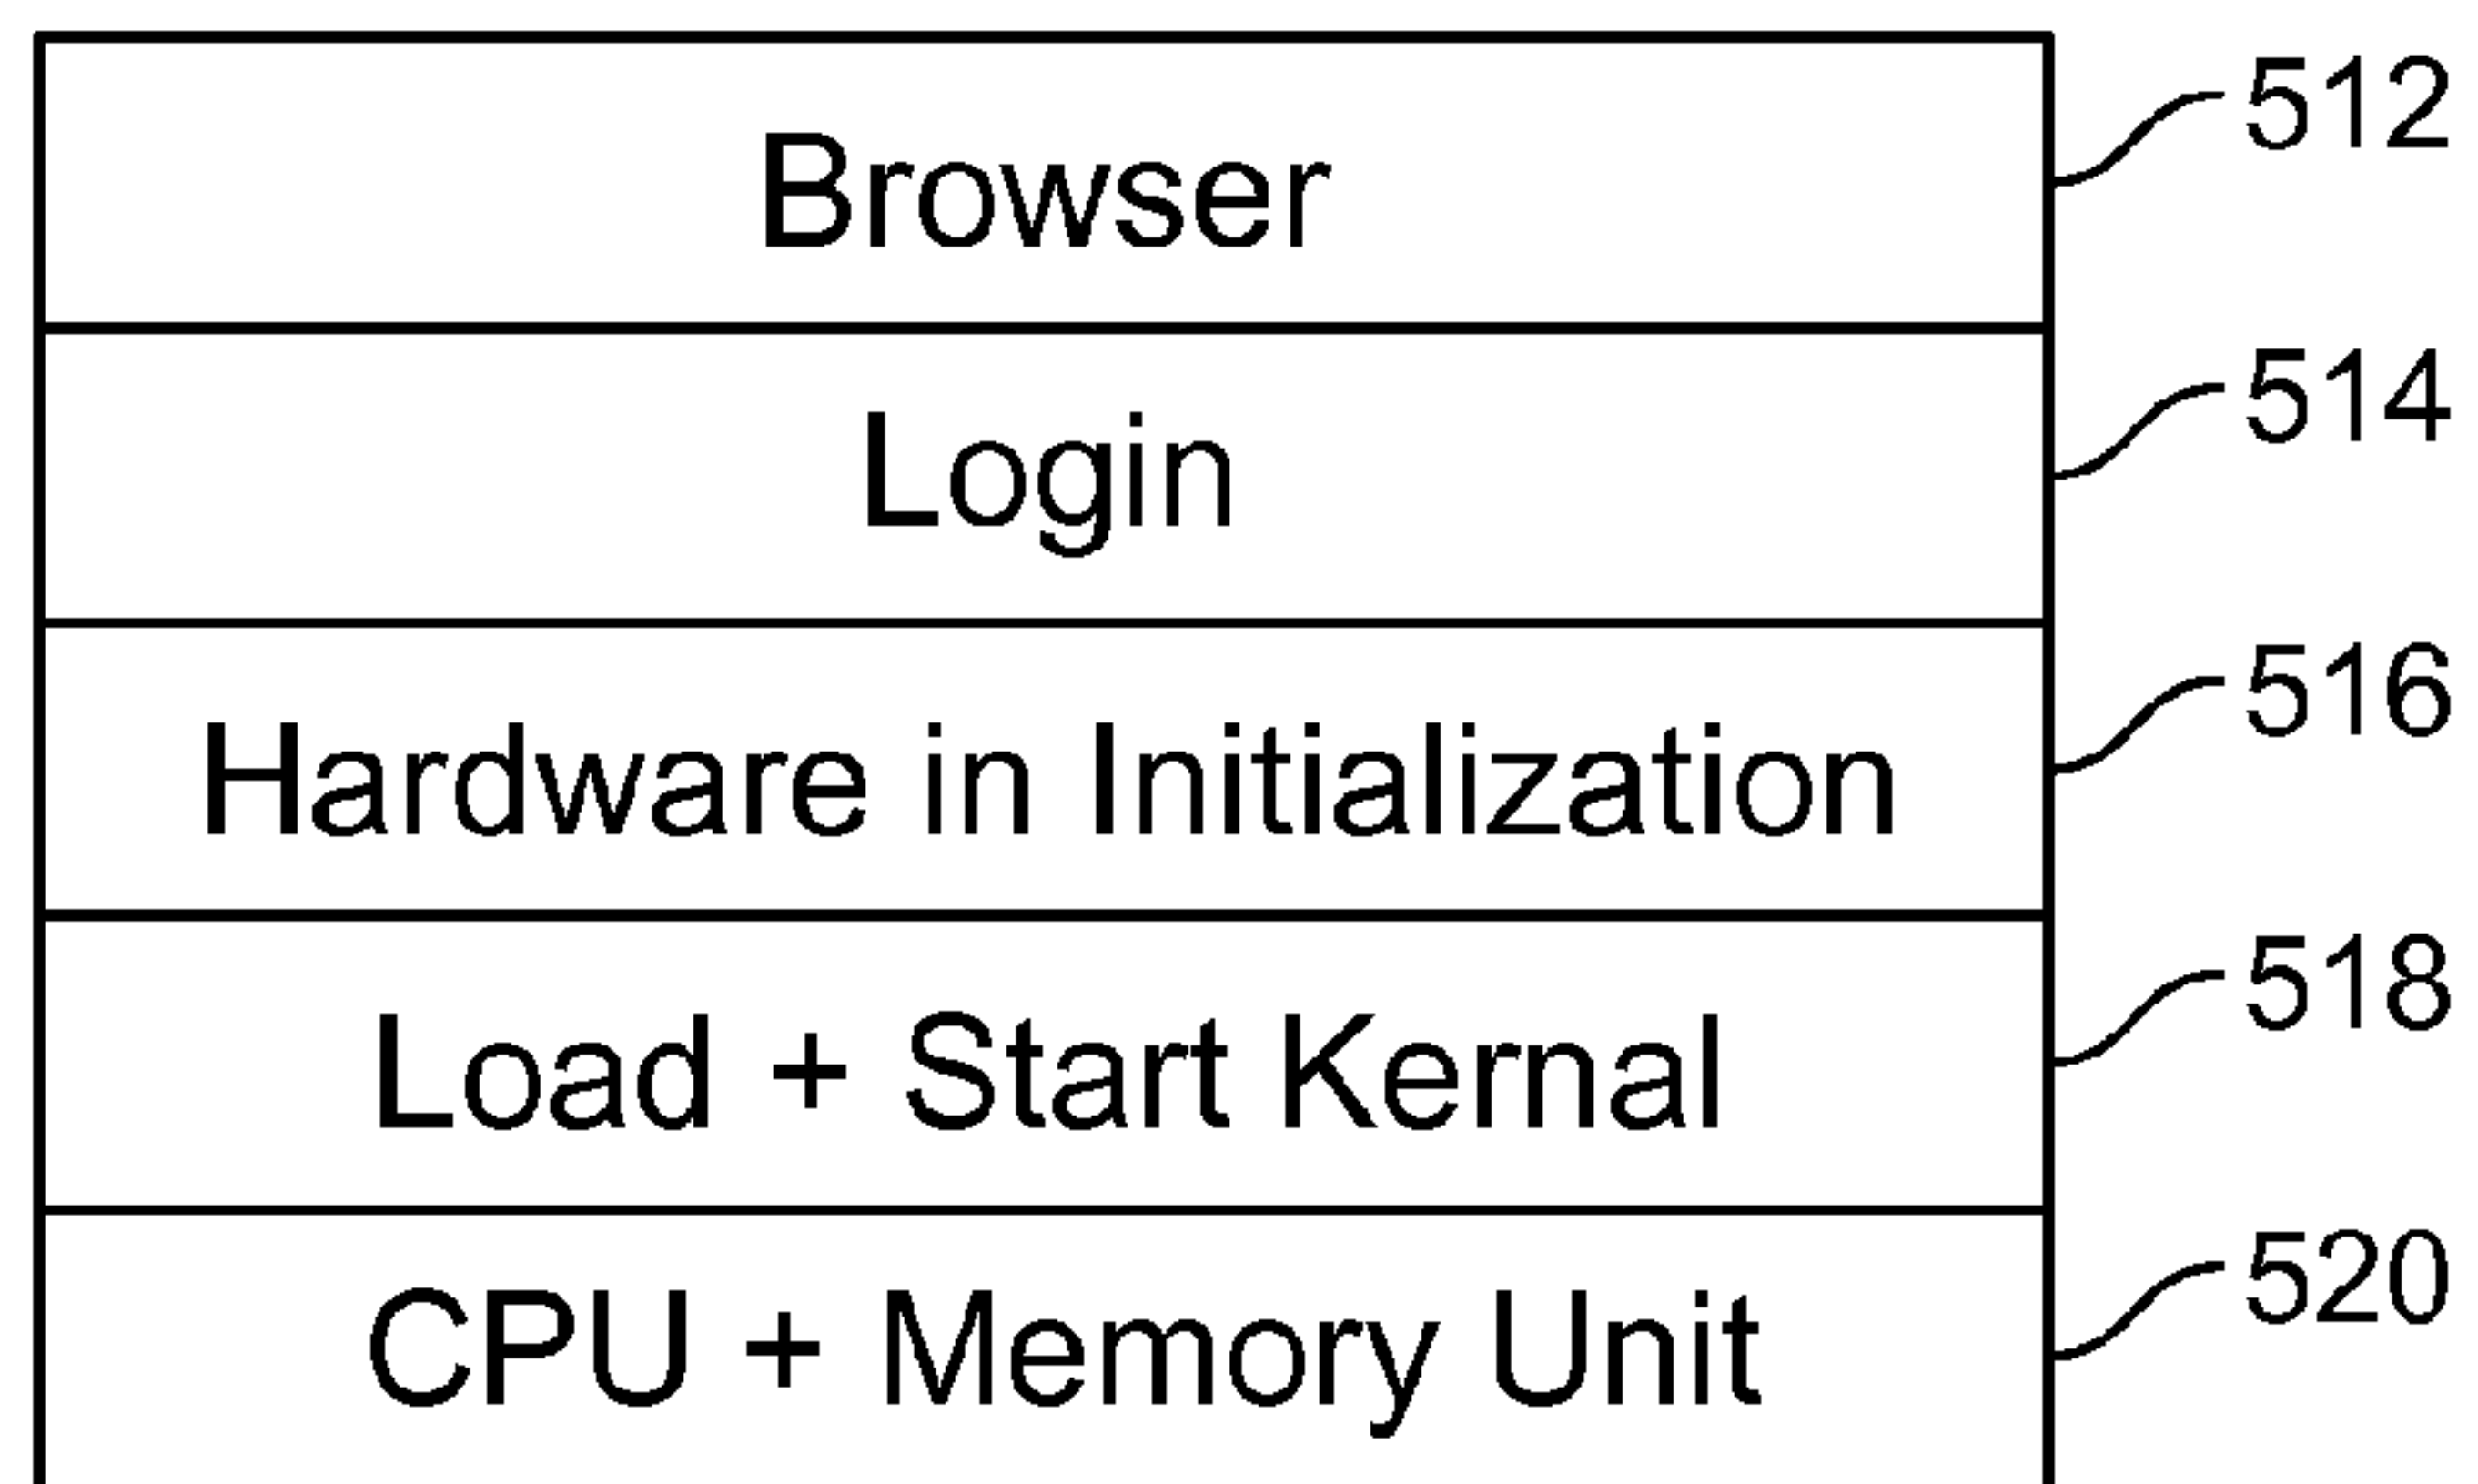 Browser 512
Login 514
Hardware in Initialization 516
Load + Start Kernal 518
CPU + Memory Unit 520